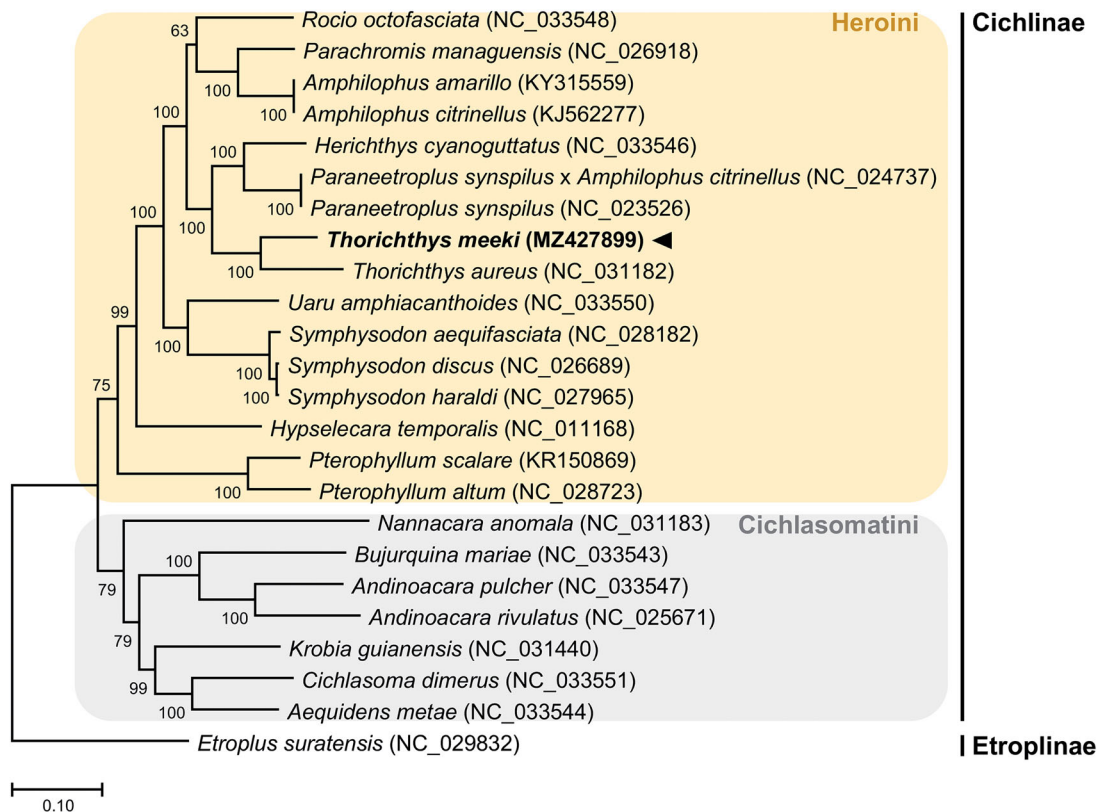 Rocio octofasciata (NC_033548)
Heroini
Cichlinae
63
Parachromis managuensis (NC_026918)
Amphilophus amarillo (KY315559)
100
100
100
Amphilophus citrinellus (KJ562277)
Herichthys cyanoguttatus (NC_033546)
100
Paraneetroplus synspilus x Amphilophus citrinellus (NC_024737)
100
Paraneetroplus synspilus (NC_023526)
100
100
Thorichthys meeki (MZ427899)
100
Thorichthys aureus (NC_031182)
Uaru amphiacanthoides (NC_033550)
99
Symphysodon aequifasciata (NC_028182)
100
Symphysodon discus (NC_026689)
100
75
100
Symphysodon haraldi (NC_027965)
Hypselecara temporalis (NC_011168)
Pterophyllum scalare (KR150869)
100
Pterophyllum altum (NC_028723)
Nannacara anomala (NC_031183)
Cichlasomatini
Bujurquina mariae (NC_033543)
100
79
Andinoacara pulcher (NC_033547)
100
Andinoacara rivulatus (NC_025671)
79
Krobia guianensis (NC_031440)
Cichlasoma dimerus (NC_033551)
99
100
Aequidens metae (NC_033544)
Etroplus suratensis (NC_029832)
Etroplinae
0.10